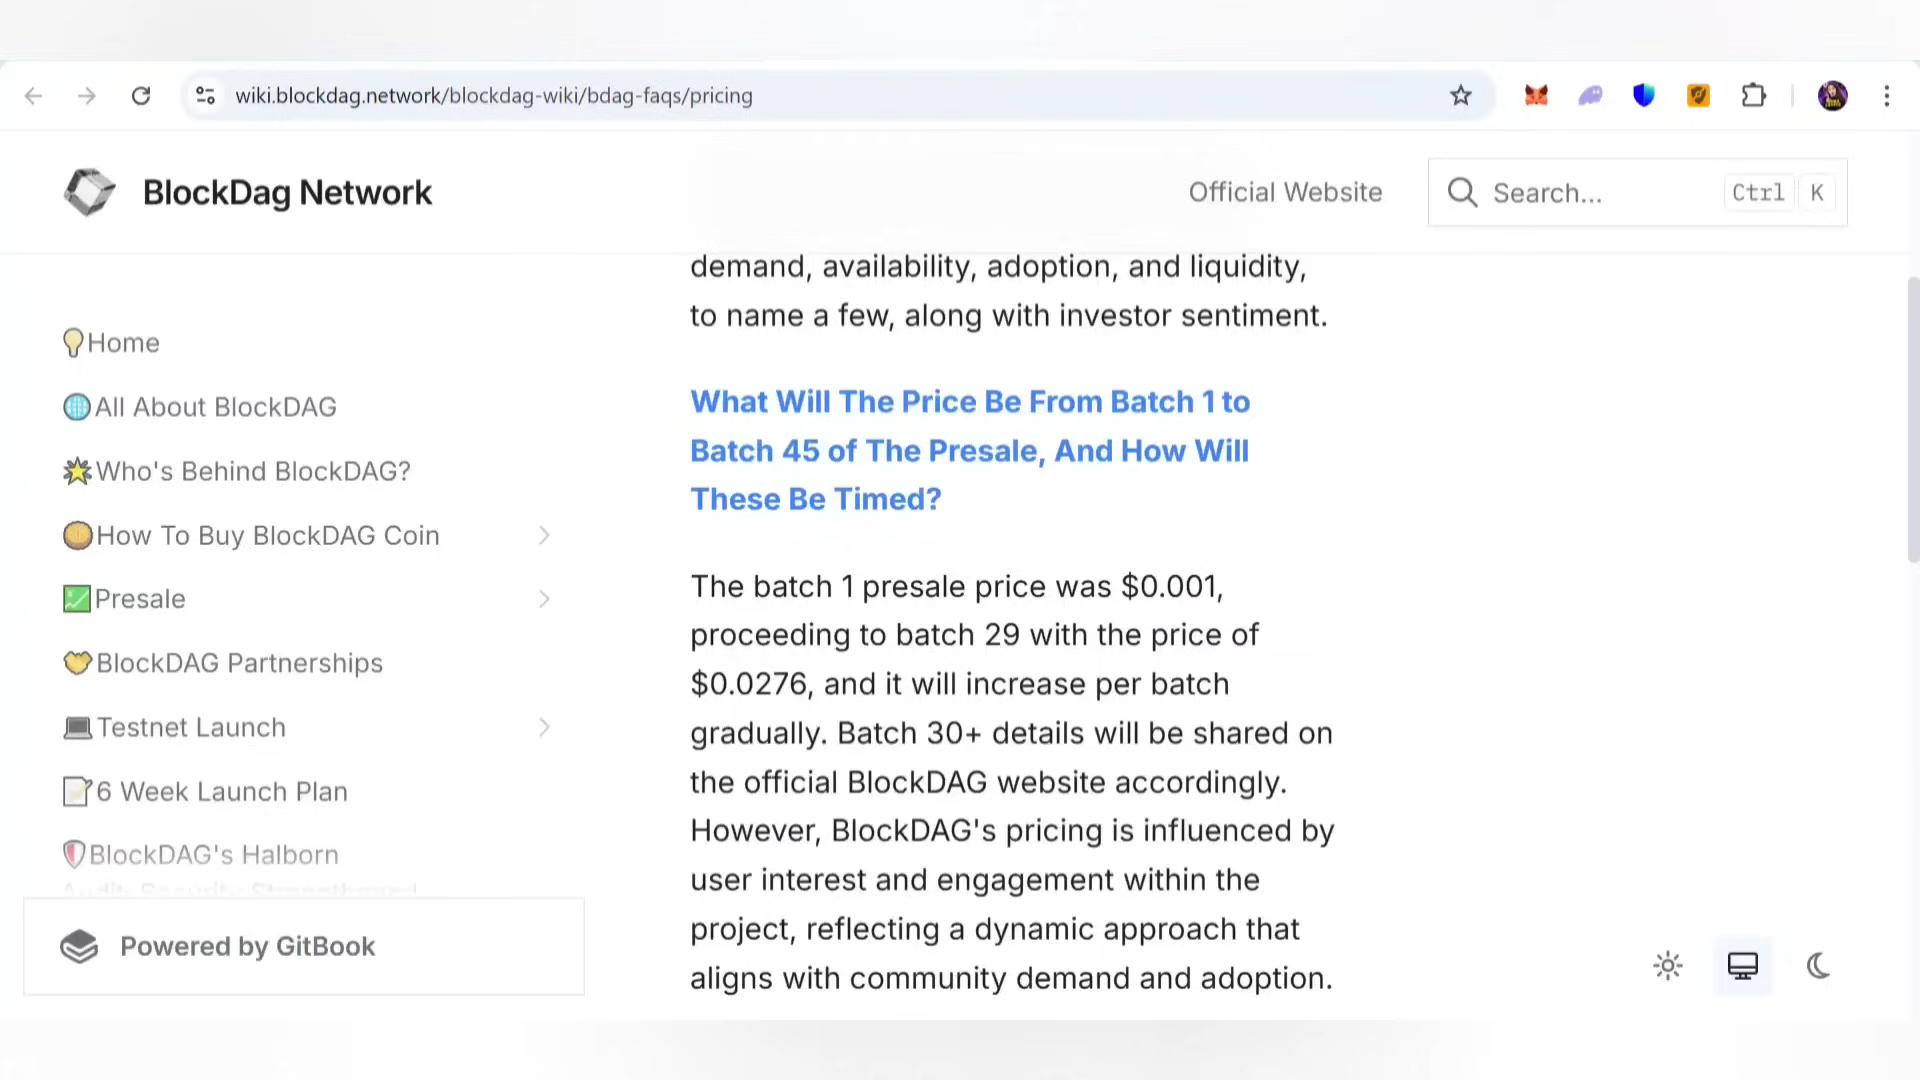 wiki.blockdag.network/blockdag-wiki/bdag-faqs/pricing
BlockDag Network
Official Website
Search...
Ctrl K
Home
All About BlockDAG
Who's Behind BlockDAG?
How To Buy BlockDAG Coin
Presale
BlockDAG Partnerships
Testnet Launch
6 Week Launch Plan
BlockDAG's Halborn
Powered by GitBook
demand, availability, adoption, and liquidity,
to name a few, along with investor sentiment.
What Will The Price Be From Batch 1 to
Batch 45 of The Presale, And How Will
These Be Timed?
The batch 1 presale price was $0.001,
proceeding to batch 29 with the price of
$0.0276, and it will increase per batch
gradually. Batch 30+ details will be shared on
the official BlockDAG website accordingly.
However, BlockDAG's pricing is influenced by
user interest and engagement within the
project, reflecting a dynamic approach that
aligns with community demand and adoption.